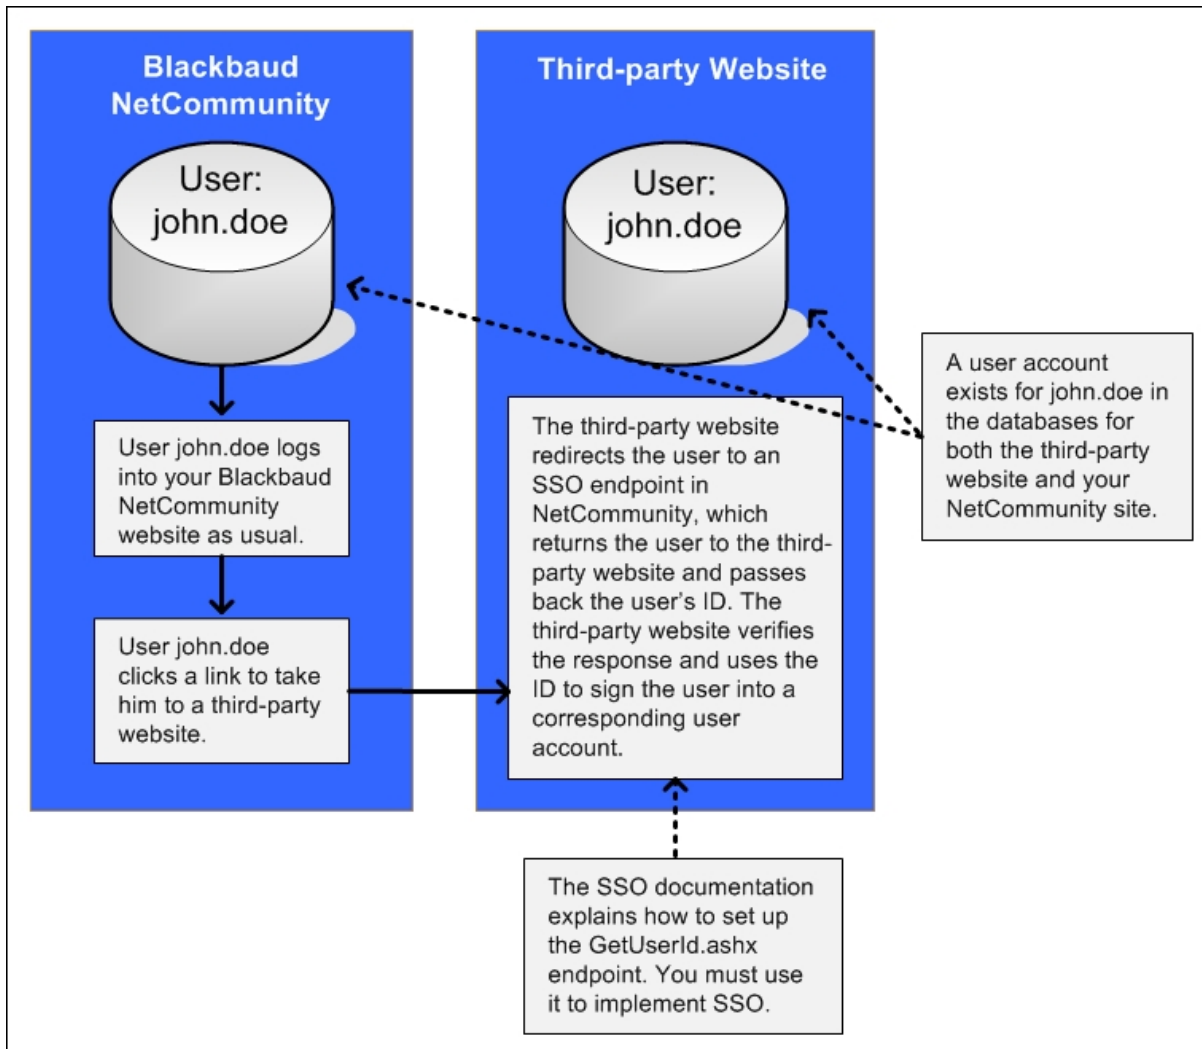 Blackbaud
NetCommunity
User:
john.doe
User john.doe logs
into your Blackbaud
NetCommunity
website as usual.
User john.doe
clicks a link to take
him to a third-party
website.
Third-party Website
User:
john.doe
The third-party website
redirects the user to an
SSO endpoint in
NetCommunity, which
returns the user to the third-
party website and passes
back the user’s ID. The
third-party website verifies
the response and uses the
ID to sign the user into a
corresponding user
account.
A user account
exists for john.doe in
the databases for
both the third-party
website and your
NetCommunity site.
The SSO documentation
explains how to set up
the GetUserId.ashx
endpoint. You must use
it to implement SSO.